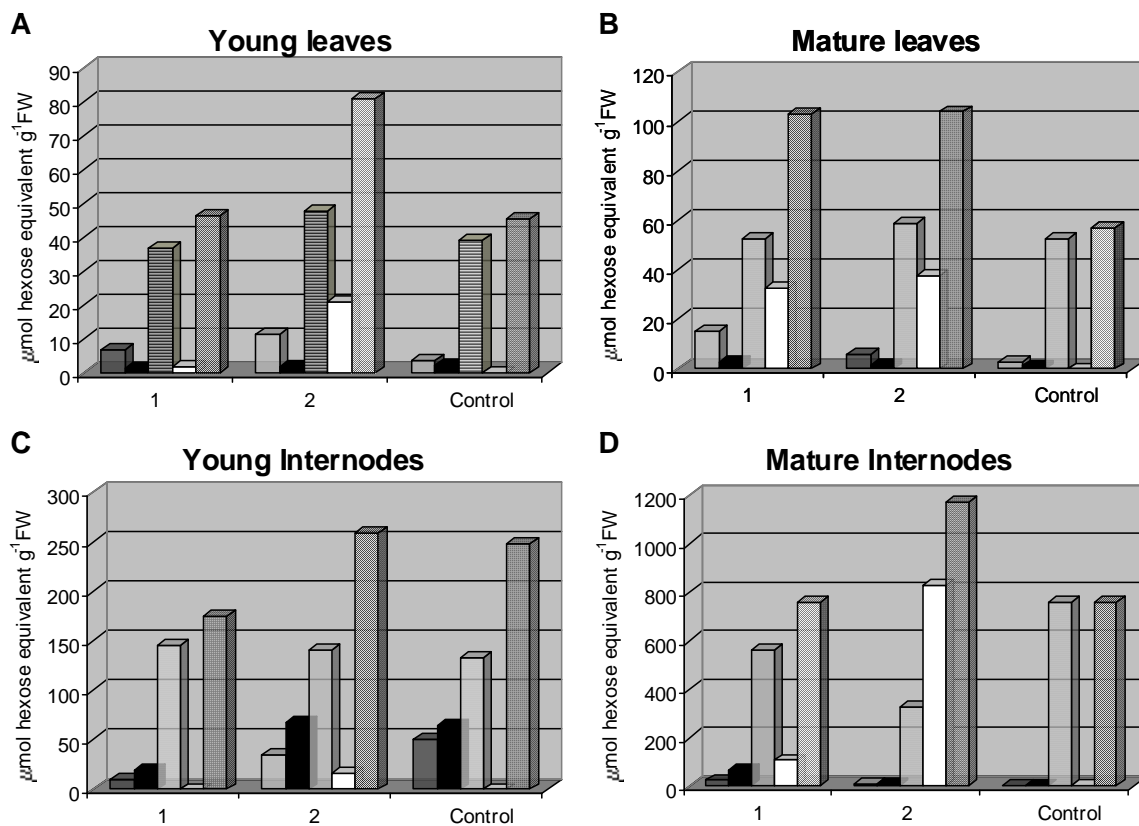 A
Young leaves
μmol hexose equivalent g-1FW
90
80
70
60
50
40
30
20
10
0
1
2
Control
B
Mature leaves
μmol hexose equivalent g-1FW
120
100
80
60
40
20
0
1
2
Control
C
Young Internodes
μmol hexose equivalent g-1FW
300
250
200
150
100
50
0
1
2
Control
D
Mature Internodes
μmol hexose equivalent g-1FW
1200
1000
800
600
400
200
0
1
2
Control